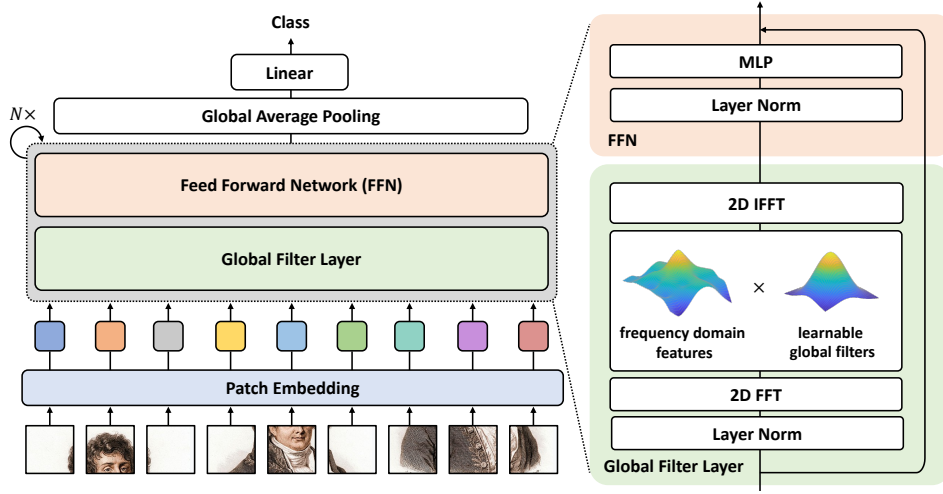 Class
Linear
Global Average Pooling
N×
Feed Forward Network (FFN)
Global Filter Layer
Patch Embedding
MLP
Layer Norm
FFN
2D IFFT
×
frequency domain
features
learnable
global filters
2D FFT
Layer Norm
Global Filter Layer